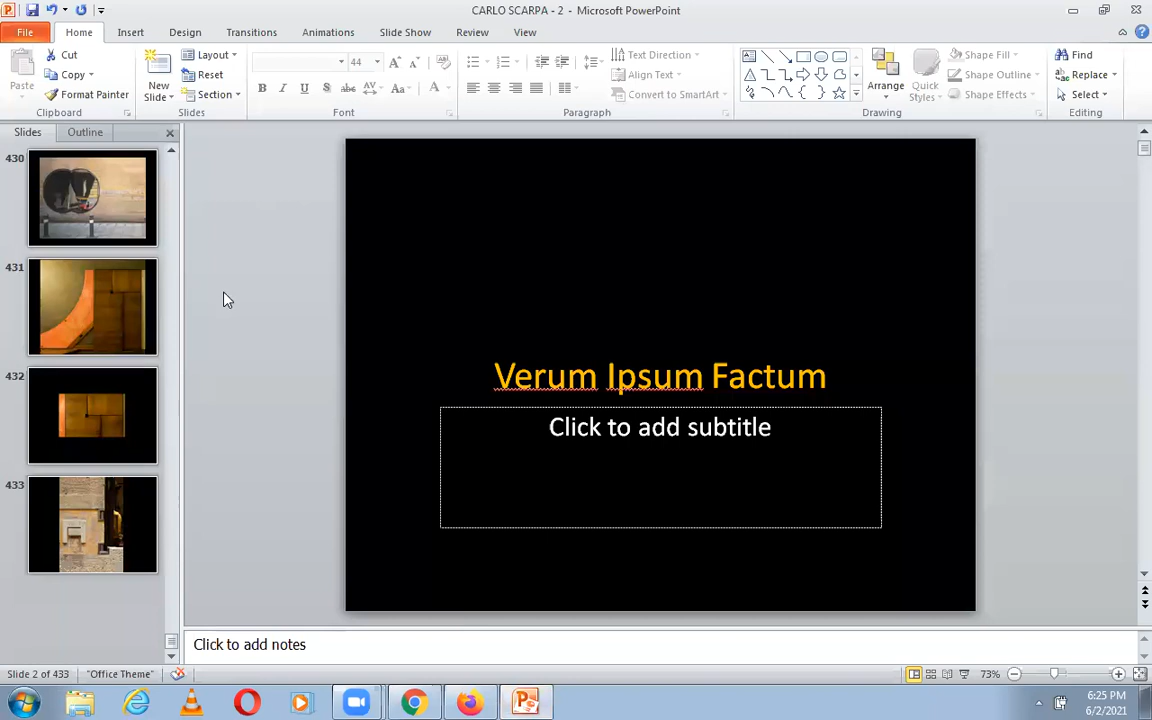 CARLO SCARPA - 2 - Microsoft PowerPoint
File Home Insert Design Transitions Animations Slide Show Review View
Paste
Cut
Copy
Format Painter
Clipboard
New Slide
Layout
Reset
Section
Slides
44
B I U S abc AV Aa A
Font
Text Direction
Align Text
Convert to SmartArt
Paragraph
Arrange
Quick Styles
Shape Fill
Shape Outline
Shape Effects
Drawing
Find
Replace
Select
Editing
Slides Outline
430
431
432
433
Verum Ipsum Factum
Click to add subtitle
Click to add notes
Slide 2 of 433 "Office Theme" 73%
6:25 PM
6/2/2021